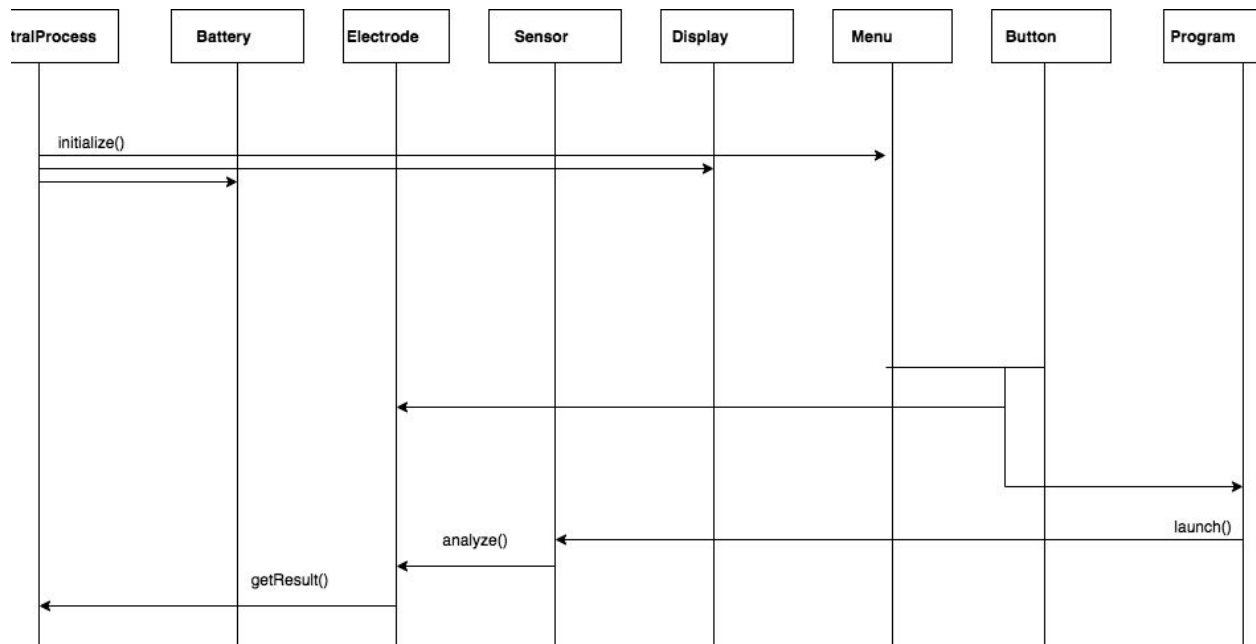 tralProcess
Battery
Electrode
Sensor
Display
Menu
Button
Program
initialize()
launch()
analyze()
getResult()